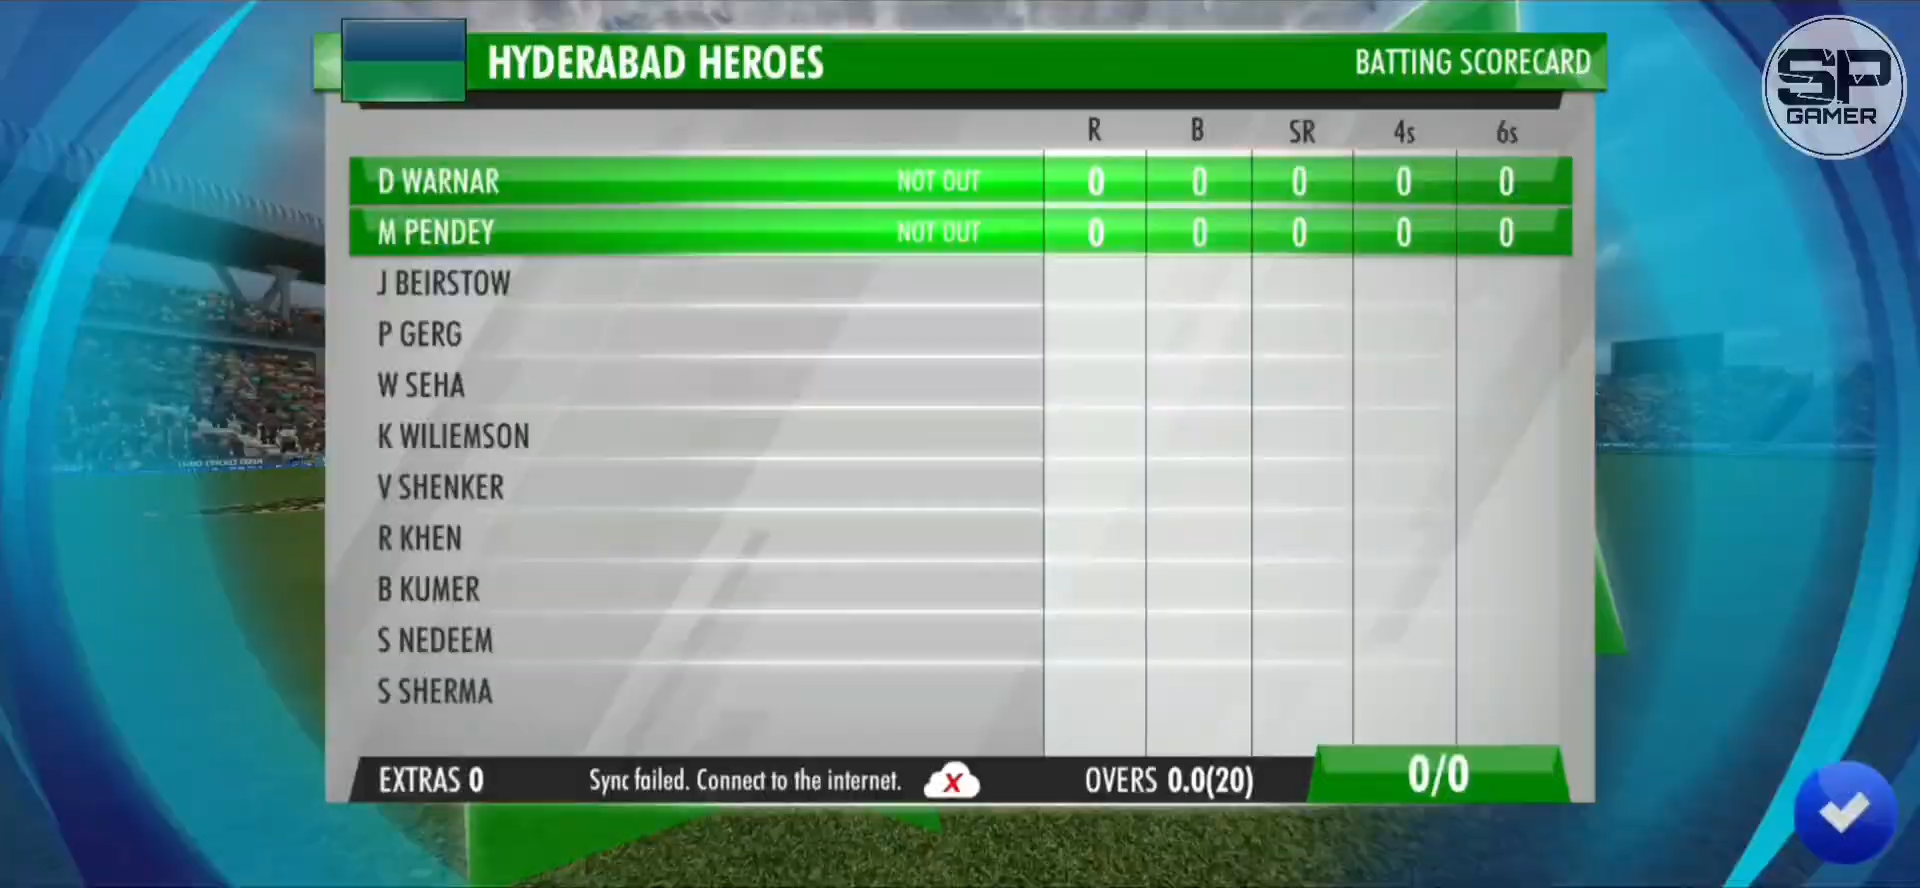 HYDERABAD HEROES BATTING SCORECARD
SP GAMER
R B SR 4s 6s
D WARNAR NOT OUT 0 0 0 0 0
M PENDEY NOT OUT 0 0 0 0 0
J BEIRSTOW
P GERG
W SEHA
K WILIEMSON
V SHENKER
R KHEN
B KUMER
S NEDEEM
S SHERMA
EXTRAS 0 Sync failed. Connect to the internet. X OVERS 0.0(20) 0/0